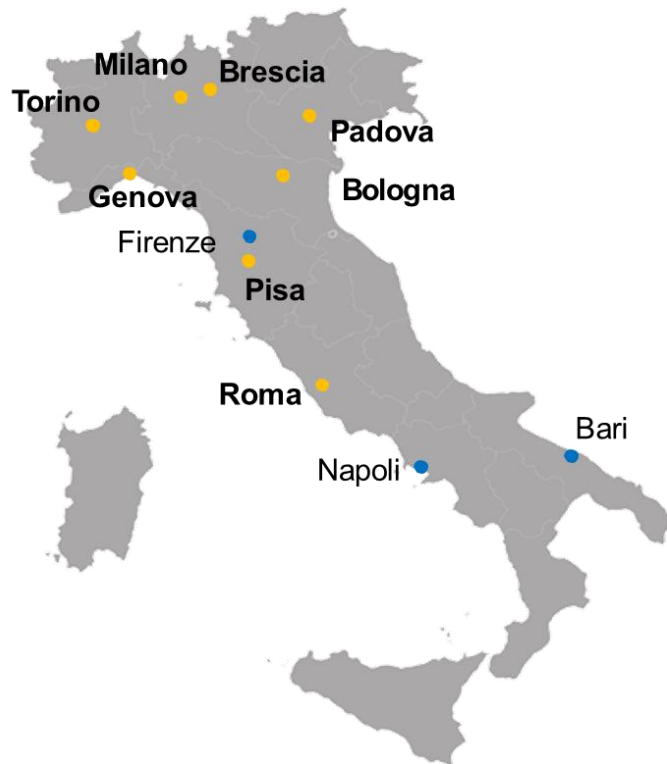 Milano
Brescia
Torino
Padova
Genova
Bologna
Firenze
Pisa
Roma
Bari
Napoli